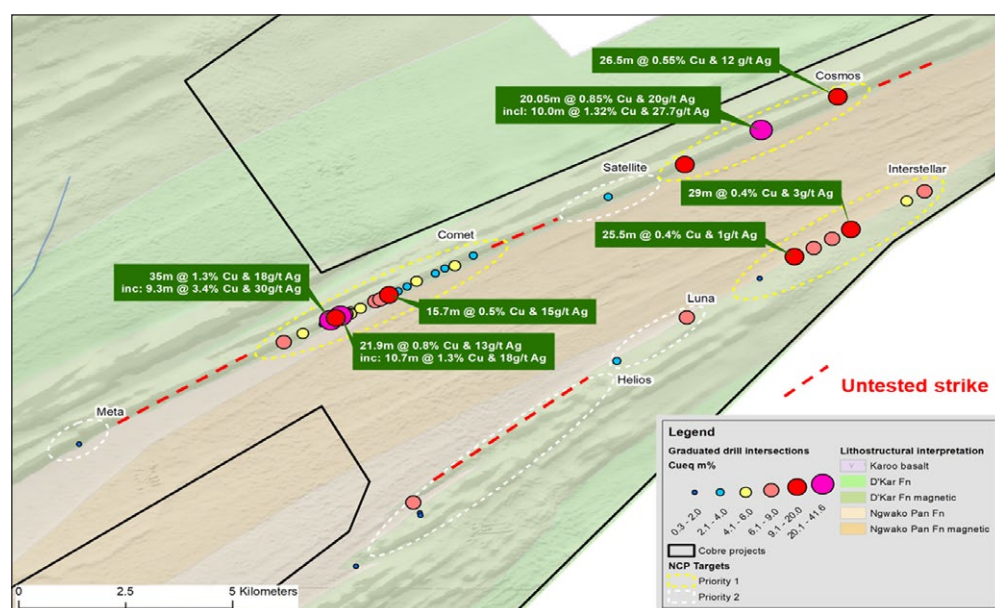 26.5m @ 0.55% Cu & 12 g/t Ag
Cosmos
20.05m @ 0.85% Cu & 20g/t Ag
incl: 10.0m @ 1.32% Cu & 27.7g/t Ag
Satellite
Interstellar
29m @ 0.4% Cu & 3g/t Ag
Comet
25.5m @ 0.4% Cu & 1g/t Ag
35m @ 1.3% Cu & 18g/t Ag
inc: 9.3m @ 3.4% Cu & 30g/t Ag
15.7m @ 0.5% Cu & 15g/t Ag
Luna
21.9m @ 0.8% Cu & 13g/t Ag
inc: 10.7m @ 1.3% Cu & 18g/t Ag
Helios
Untested strike
Meta
Legend
Graduated drill intersections
Cueq m%
0.3 - 2.0
2.1 - 4.0
4.1 - 6.0
6.1 - 9.0
9.1 - 20.0
20.1 - 41.6
Cobre projects
NCP Targets
Priority 1
Priority 2
Lithostructural interpretation
v Karoo basalt
D'Kar Fn
D'Kar Fn magnetic
Ngwako Pan Fn
Ngwako Pan Fn magnetic
0 2.5 5 Kilometers